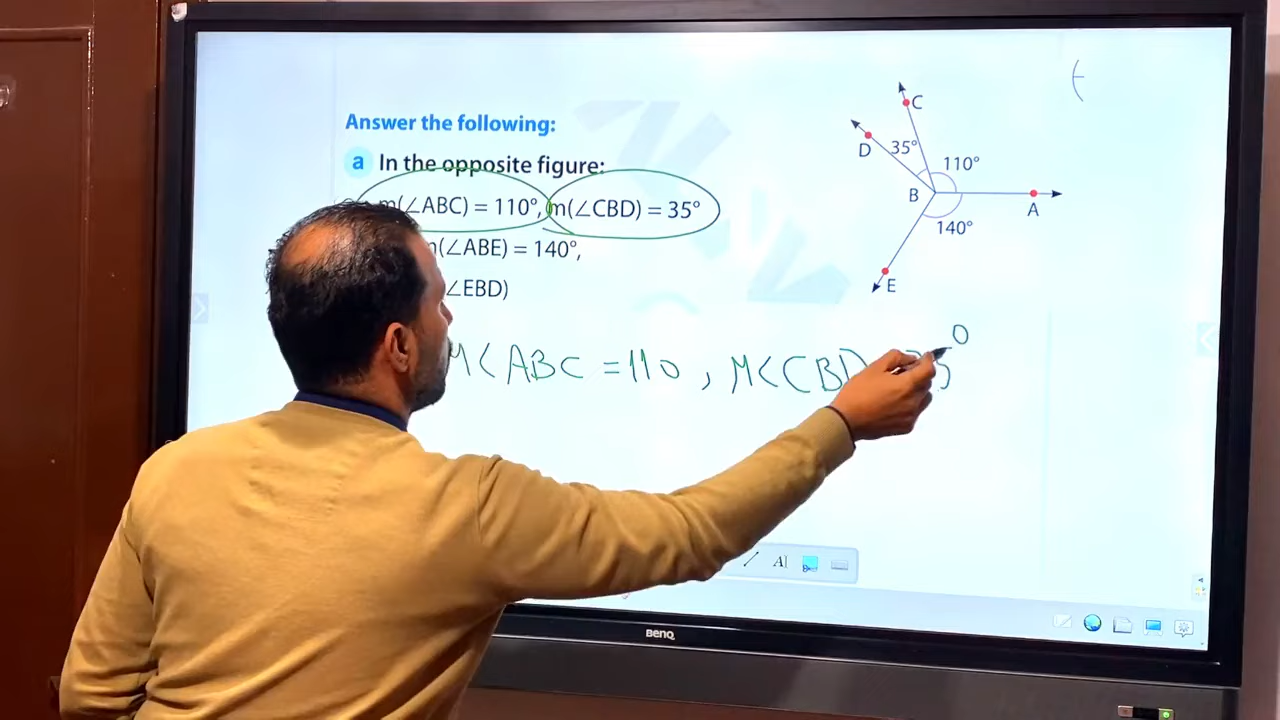 Answer the following:
a In the opposite figure:
m(∠ABC) = 110°, m(∠CBD) = 35°
m(∠ABE) = 140°,
∠EBD)
C
D
35°
110°
B
A
140°
E
M<ABC = 110 , M<CBD
A
BenQ